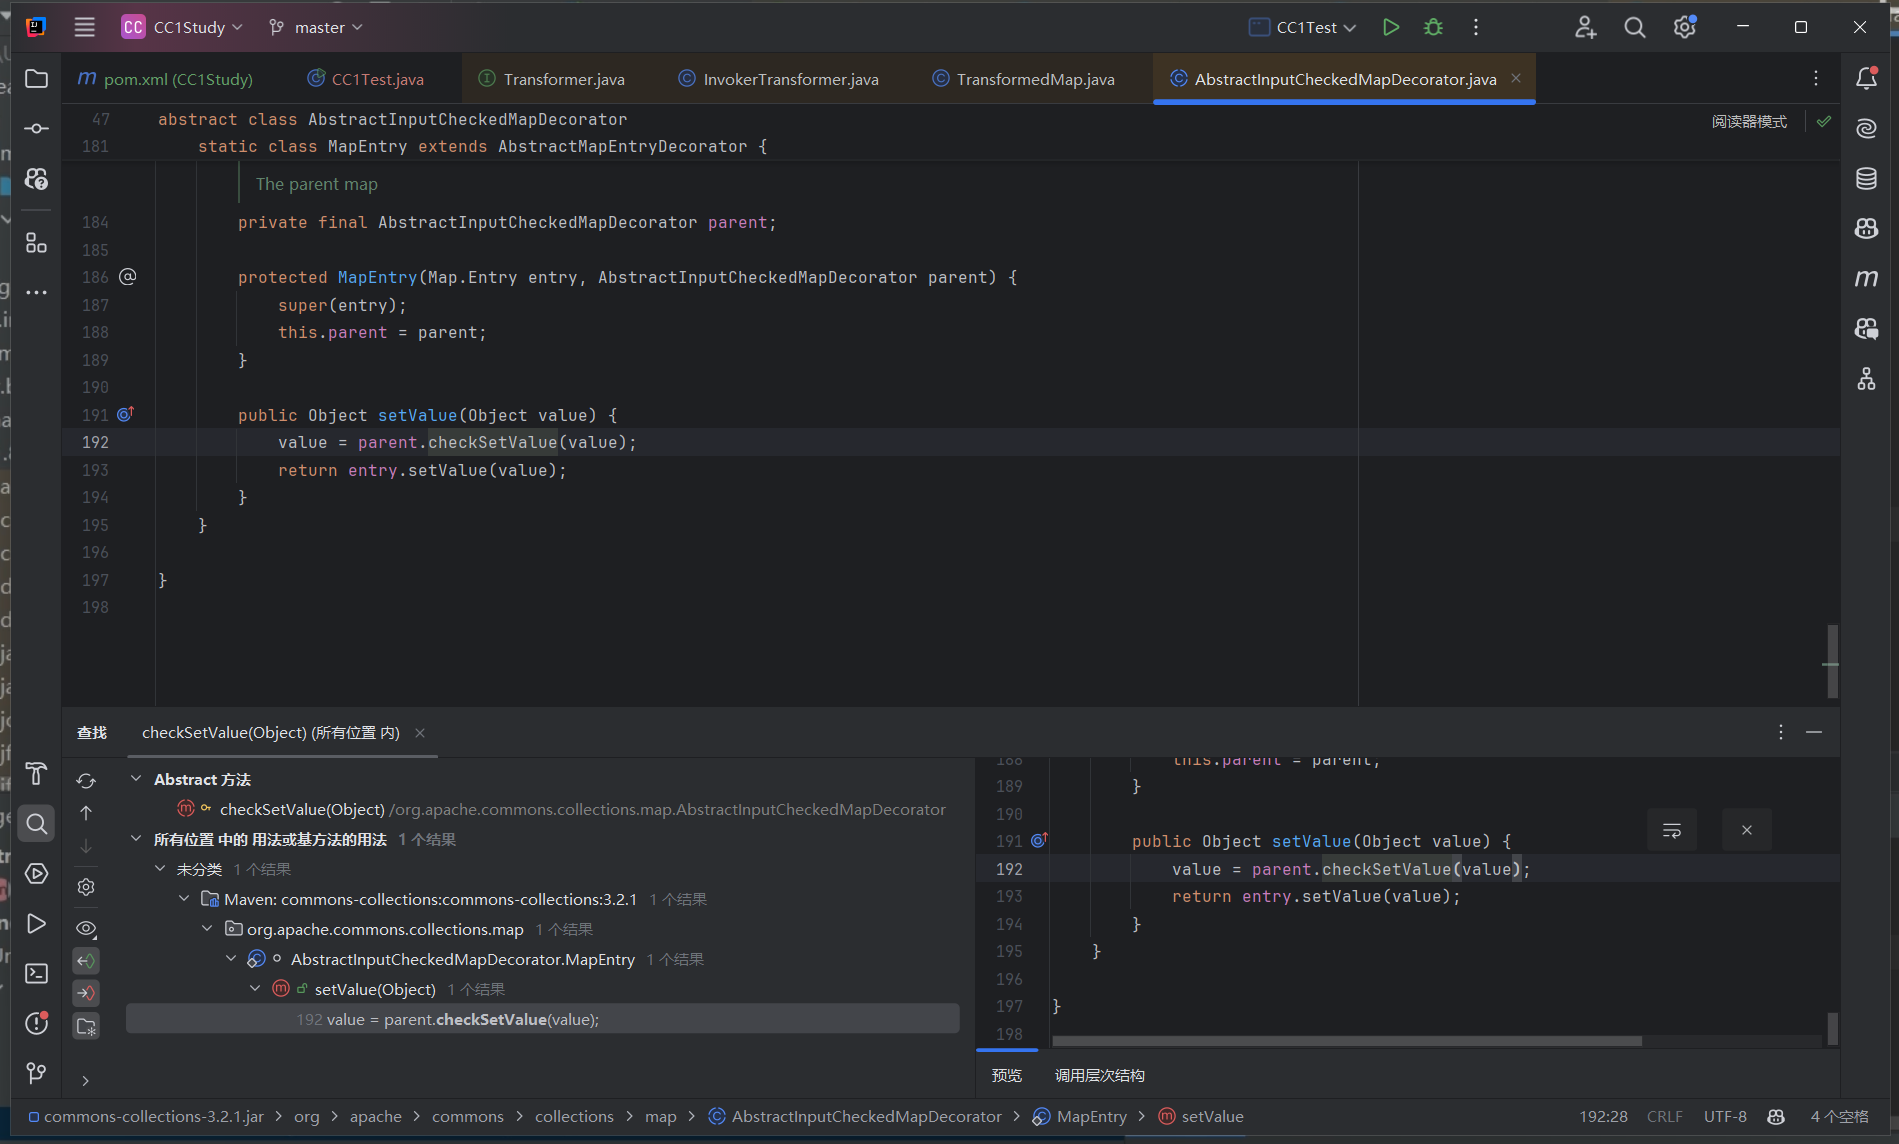 CC CC1Study master CC1Test
pom.xml (CC1Study) CC1Test.java Transformer.java InvokerTransformer.java TransformedMap.java AbstractInputCheckedMapDecorator.java
47 abstract class AbstractInputCheckedMapDecorator
阅读器模式
181 static class MapEntry extends AbstractMapEntryDecorator {
The parent map
184 private final AbstractInputCheckedMapDecorator parent;
185
186 protected MapEntry(Map.Entry entry, AbstractInputCheckedMapDecorator parent) {
187 super(entry);
188 this.parent = parent;
189 }
190
191 public Object setValue(Object value) {
192 value = parent.checkSetValue(value);
193 return entry.setValue(value);
194 }
195 }
196
197 }
198
查找 checkSetValue(Object) (所有位置 内)
Abstract 方法
checkSetValue(Object) /org.apache.commons.collections.map.AbstractInputCheckedMapDecorator
所有位置 中的 用法或基方法的用法 1 个结果
未分类 1 个结果
Maven: commons-collections:commons-collections:3.2.1 1 个结果
org.apache.commons.collections.map 1 个结果
AbstractInputCheckedMapDecorator.MapEntry 1 个结果
setValue(Object) 1 个结果
192 value = parent.checkSetValue(value);
188 this.parent = parent;
189 }
190
191 public Object setValue(Object value) {
192 value = parent.checkSetValue(value);
193 return entry.setValue(value);
194 }
195 }
196
197 }
198
预览 调用层次结构
commons-collections-3.2.1.jar > org > apache > commons > collections > map > AbstractInputCheckedMapDecorator > MapEntry > setValue 192:28 CRLF UTF-8 4 个空格